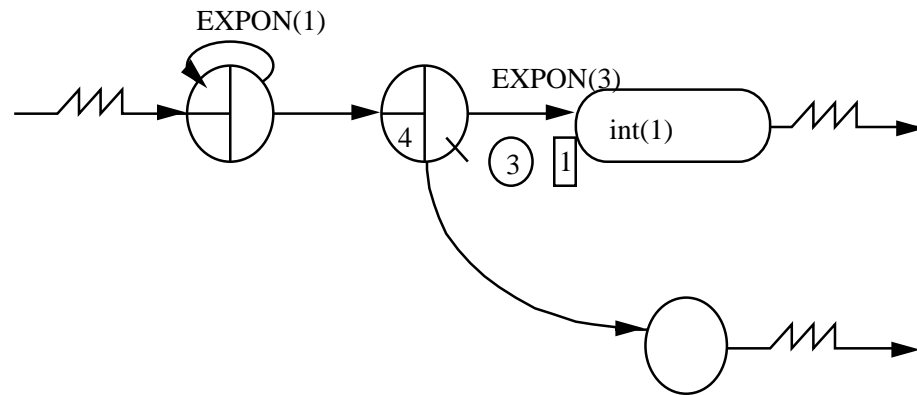 EXPON(1)
EXPON(3)
int(1)
4
3
1